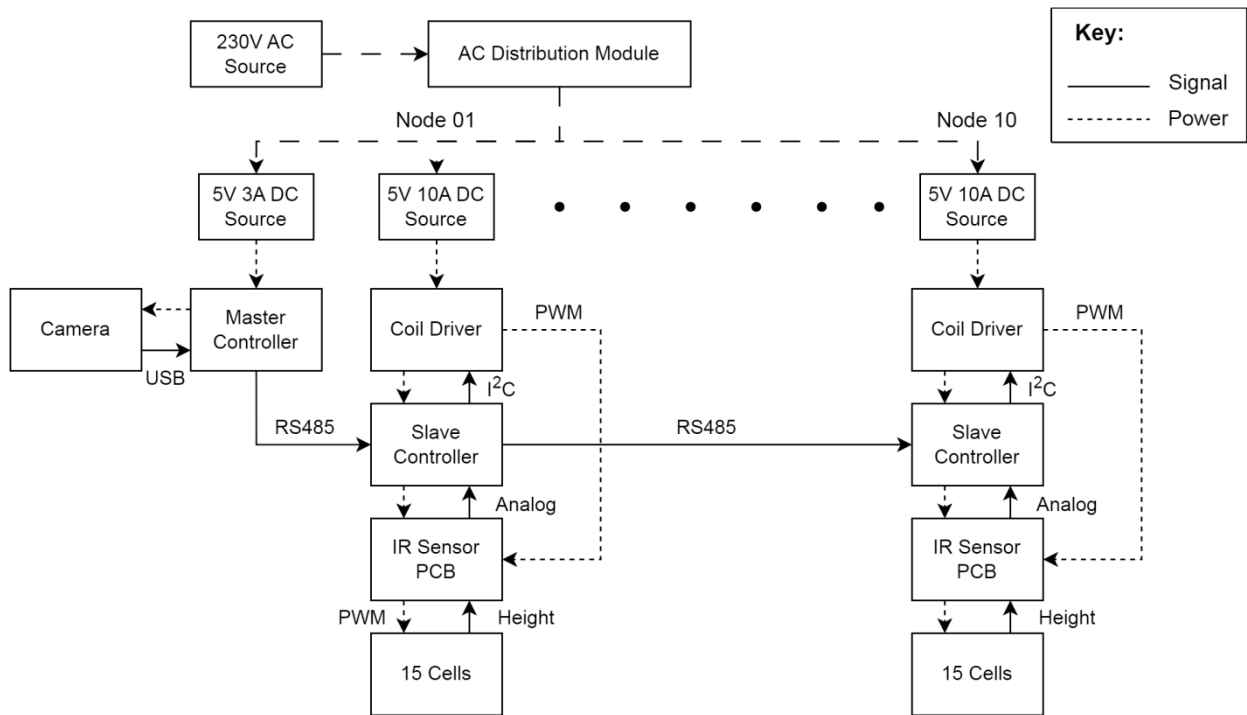 230V AC
Source
AC Distribution Module
Key:
Signal
Power
Node 01
Node 10
5V 3A DC
Source
5V 10A DC
Source
5V 10A DC
Source
Camera
USB
Master
Controller
Coil Driver
PWM
I²C
RS485
Slave
Controller
RS485
Analog
IR Sensor
PCB
PWM
Height
15 Cells
Coil Driver
PWM
I²C
Slave
Controller
Analog
IR Sensor
PCB
Height
15 Cells